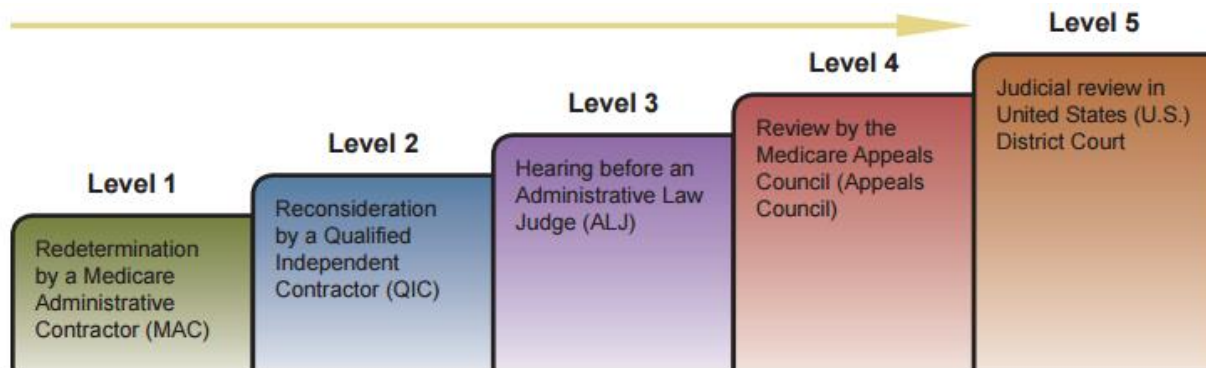 Level 1
Redetermination
by a Medicare
Administrative
Contractor (MAC)
Level 2
Reconsideration
by a Qualified
Independent
Contractor (QIC)
Level 3
Hearing before an
Administrative Law
Judge (ALJ)
Level 4
Review by the
Medicare Appeals
Council (Appeals
Council)
Level 5
Judicial review in
United States (U.S.)
District Court